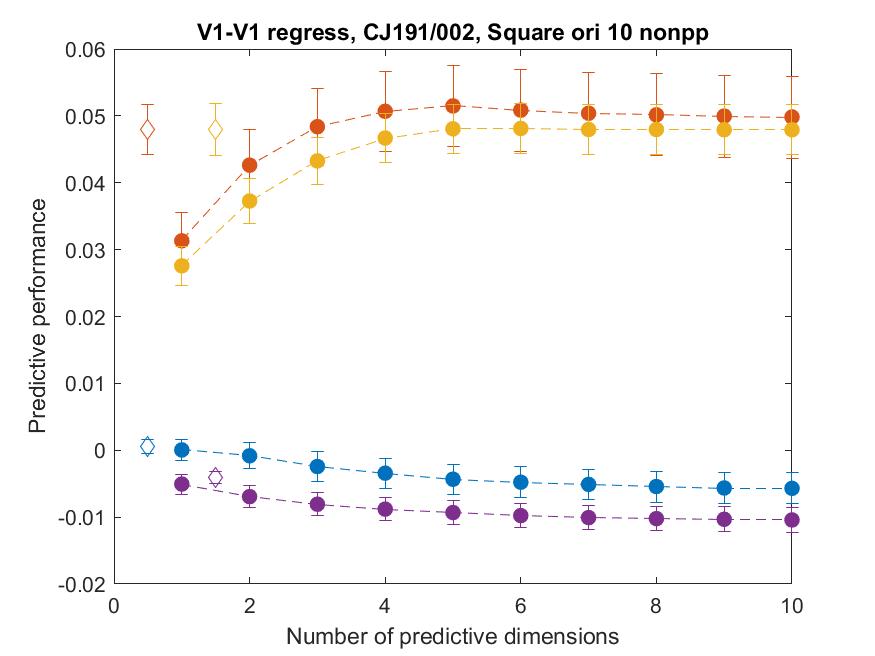 V1-V1 regress, CJ191/002, Square ori 10 nonpp
0.06
0.05
0.04
0.03
0.02
0.01
0
-0.01
-0.02
Predictive performance
0 2 4 6 8 10
Number of predictive dimensions